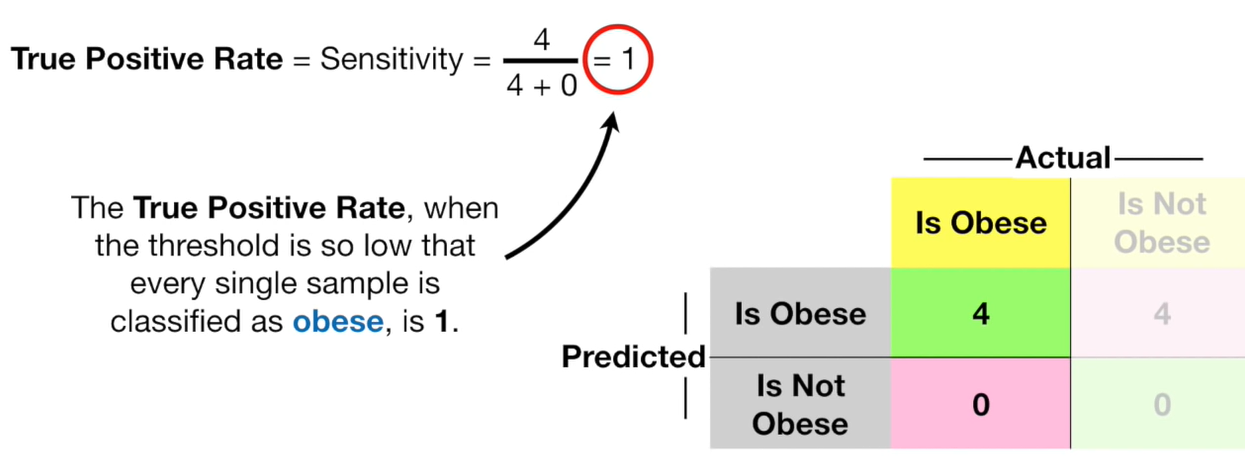 True Positive Rate = Sensitivity = 4 / 4 + 0 = 1
The True Positive Rate, when
the threshold is so low that
every single sample is
classified as obese, is 1.
Actual
Is Obese
Is Not
Obese
Predicted
Is Obese
4
4
Is Not
Obese
0
0